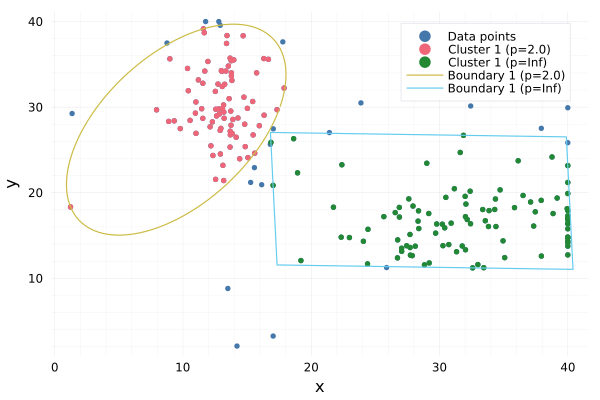 40
30
20
10
y
0
10
20
30
40
x
Data points
Cluster 1 (p=2.0)
Cluster 1 (p=Inf)
Boundary 1 (p=2.0)
Boundary 1 (p=Inf)